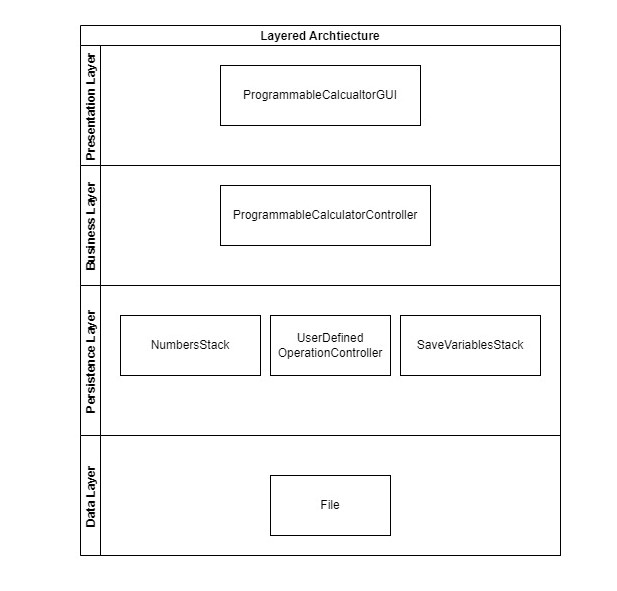 Layered Archtiecture
Presentation Layer
ProgrammableCalcualtorGUI
Business Layer
ProgrammableCalculatorController
Persistence Layer
NumbersStack
UserDefined
OperationController
SaveVariablesStack
Data Layer
File